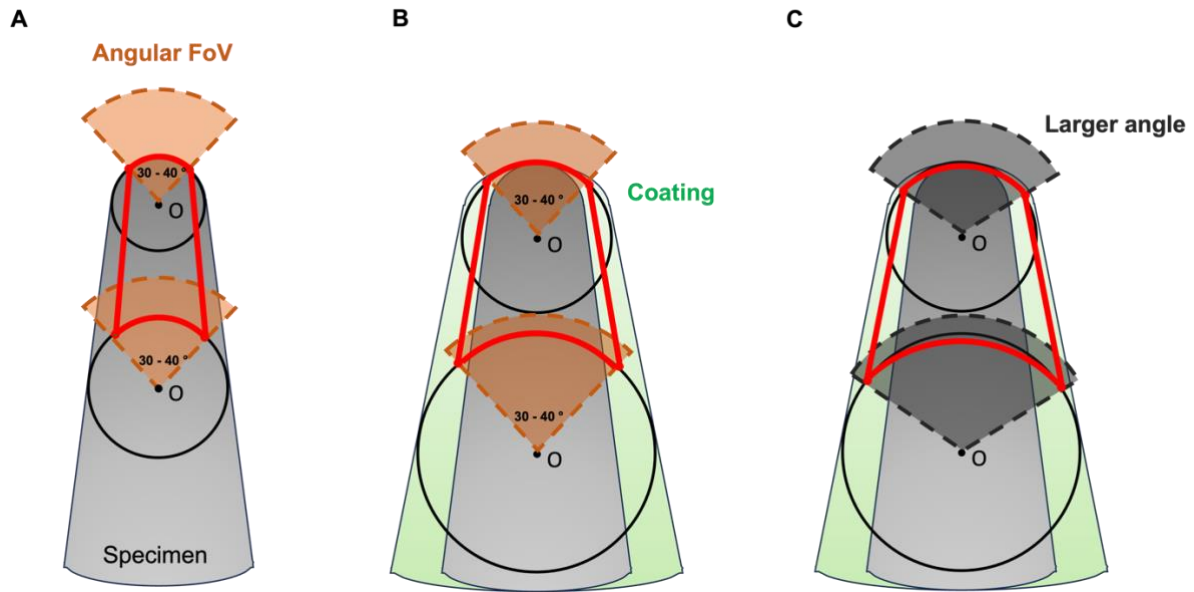 A
B
C
Angular FoV
30 - 40 °
O
30 - 40 °
O
Specimen
30 - 40 °
O
Coating
30 - 40 °
O
Larger angle
O
O